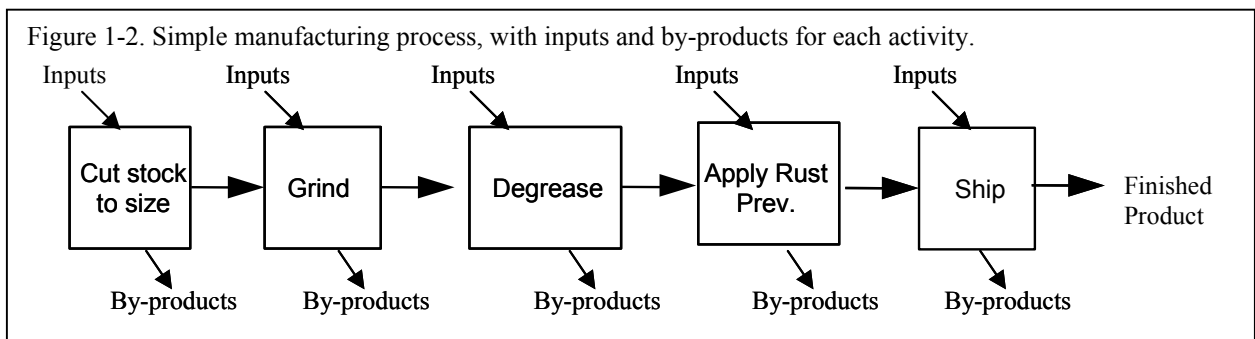 Figure 1-2. Simple manufacturing process, with inputs and by-products for each activity.
Inputs Inputs Inputs Inputs Inputs
Cut stock
to size
Grind
Degrease
Apply Rust
Prev.
Ship
Finished
Product
By-products By-products By-products By-products By-products